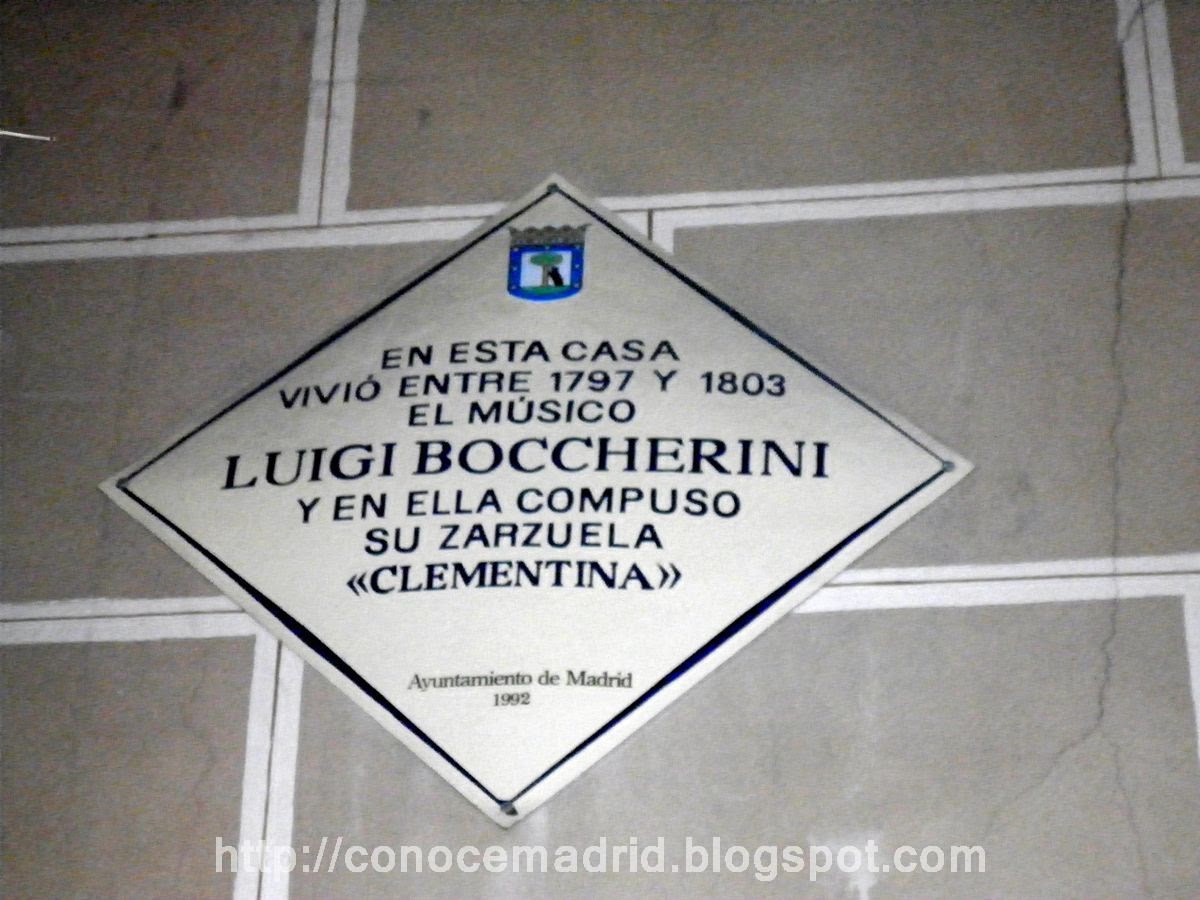 EN ESTA CASA
VIVIÓ ENTRE 1797 Y 1803
EL MÚSICO
LUIGI BOCCHERINI
Y EN ELLA COMPUSO
SU ZARZUELA
«CLEMENTINA»
Ayuntamiento de Madrid
1992
http://conocemadrid.blogspot.com